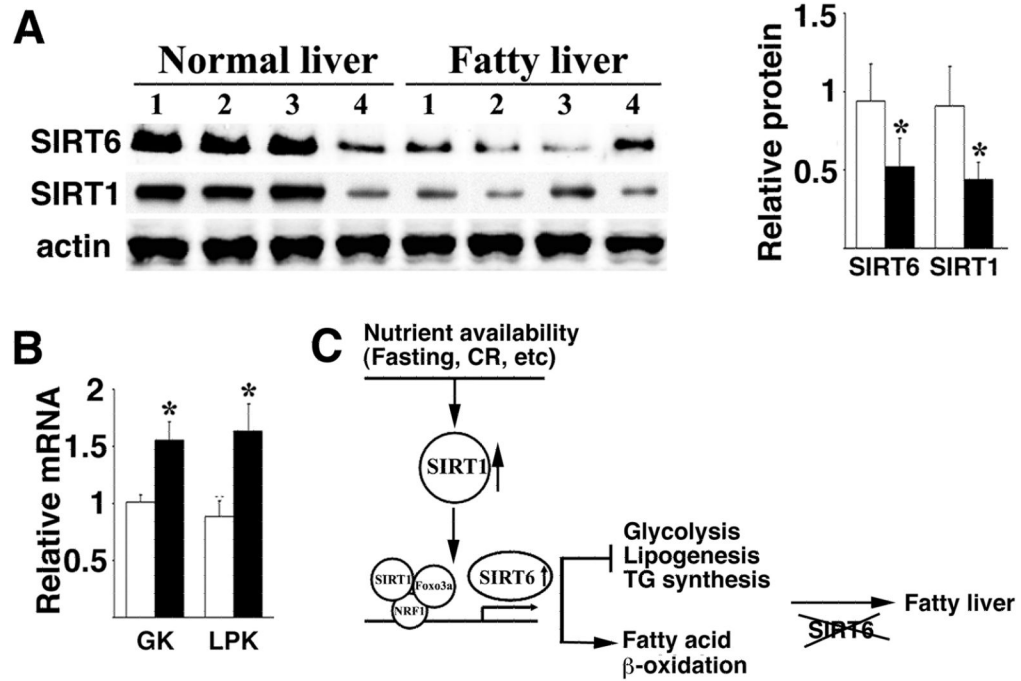 A
Normal liver Fatty liver
1 2 3 4 1 2 3 4
SIRT6
SIRT1
actin
Relative protein
1.5
1
0.5
SIRT6 SIRT1
* *
B
Relative mRNA
2
1.5
1
0.5
* *
GK LPK
C
Nutrient availability
(Fasting, CR, etc)
SIRT1
SIRT1 Foxo3a
NRF1
SIRT6
Glycolysis
Lipogenesis
TG synthesis
Fatty acid
β-oxidation
Fatty liver
SIRT6